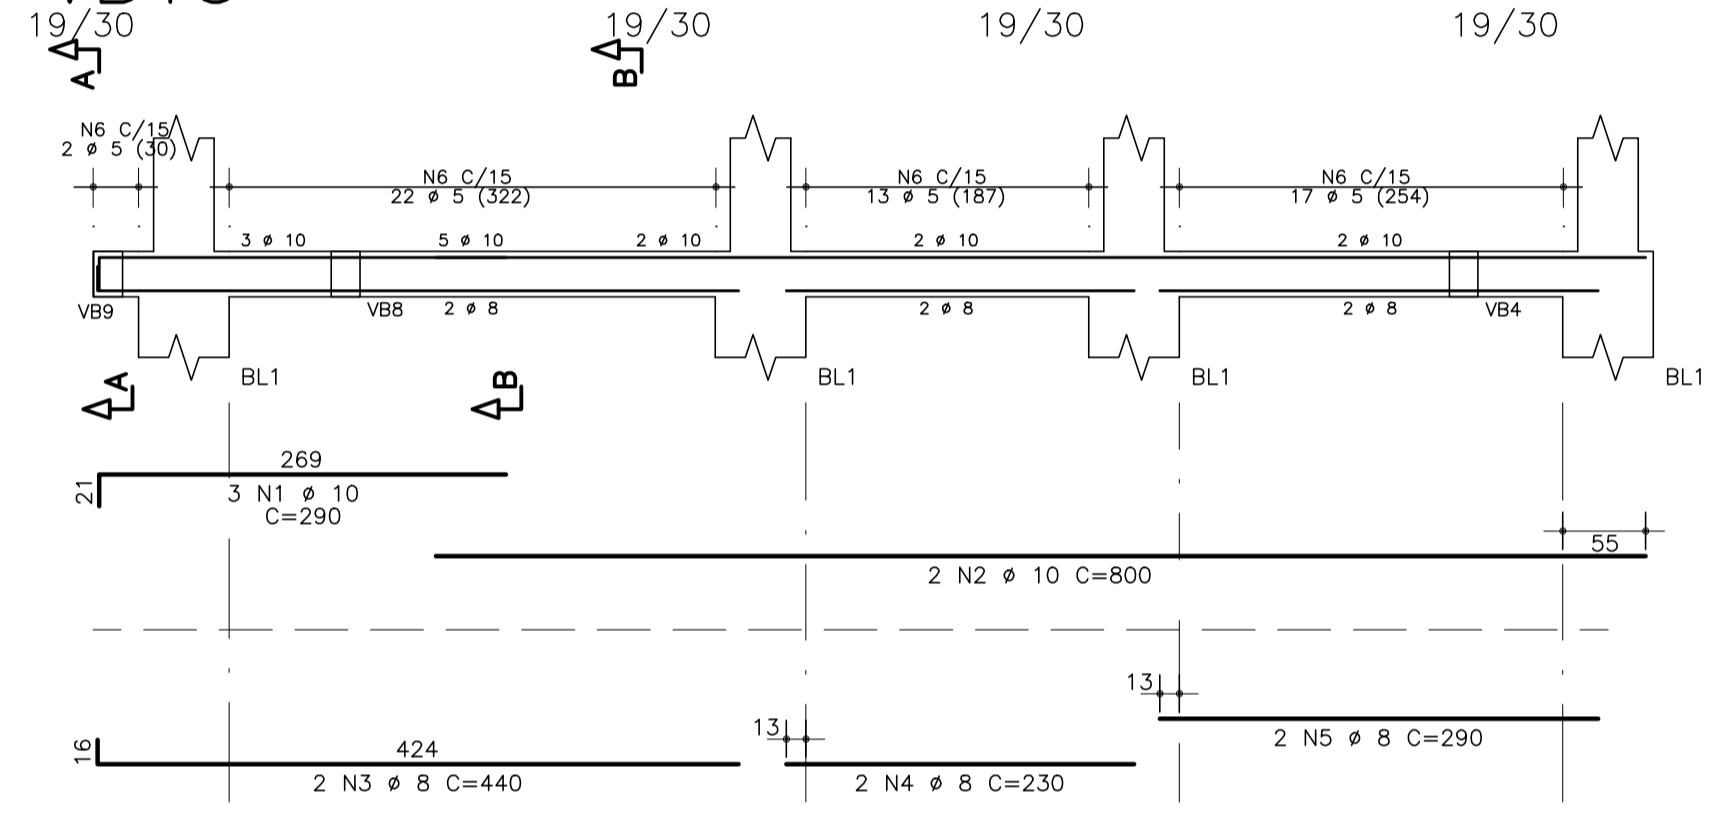 19/30 19/30 19/30 19/30
A B
N6 C/15
2 ø 5 (30)
N6 C/15
22 ø 5 (322)
N6 C/15
13 ø 5 (187)
N6 C/15
17 ø 5 (254)
3 ø 10 5 ø 10 2 ø 10 2 ø 10 2 ø 10
VB9 VB8 2 ø 8 2 ø 8 2 ø 8 VB4
BL1 BL1 BL1 BL1
A B
269
21
3 N1 ø 10
C=290
55
2 N2 ø 10 C=800
13
2 N5 ø 8 C=290
13
16
424
2 N3 ø 8 C=440
2 N4 ø 8 C=230